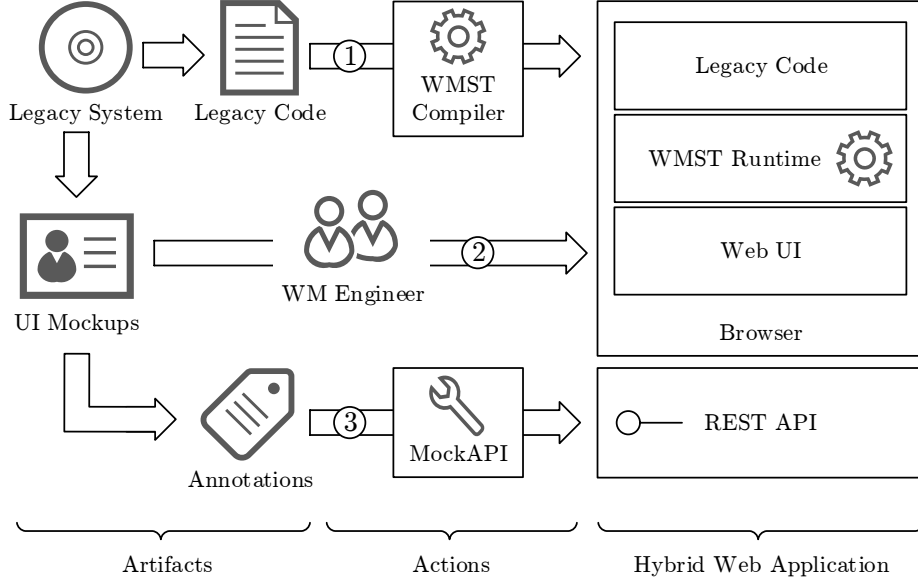 1
WMST
Compiler
Legacy System
Legacy Code
Legacy Code
WMST Runtime
Web UI
Browser
2
WM Engineer
UI Mockups
3
MockAPI
REST API
Annotations
Artifacts
Actions
Hybrid Web Application